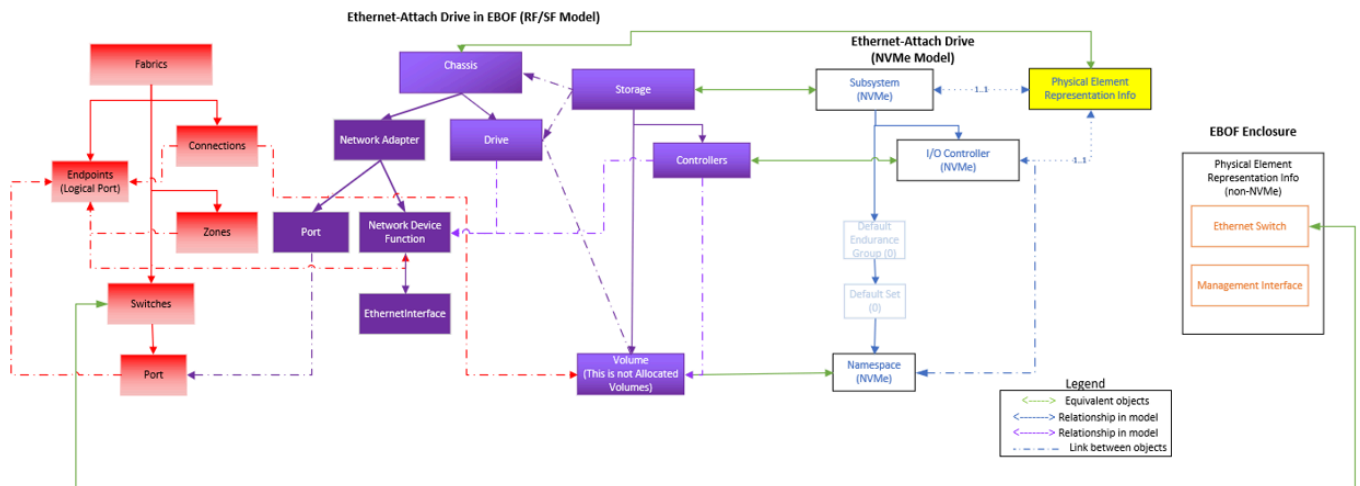 Ethernet-Attach Drive in EBOF (RF/SF Model)
Fabrics
Connections
Endpoints
(Logical Port)
Zones
Switches
Port
Chassis
Network Adapter
Drive
Port
Network Device
Function
EthernetInterface
Storage
Controllers
Volume
(This is not Allocated
Volumes)
Ethernet-Attach Drive
(NVMe Model)
Subsystem
(NVMe)
1..1
Physical Element
Representation Info
I/O Controller
(NVMe)
1..1
Default
Endurance
Group (0)
Default Set
(0)
Namespace
(NVMe)
EBOF Enclosure
Physical Element
Representation Info
(non-NVMe)
Ethernet Switch
Management Interface
Legend
Equivalent objects
Relationship in model
Relationship in model
Link between objects